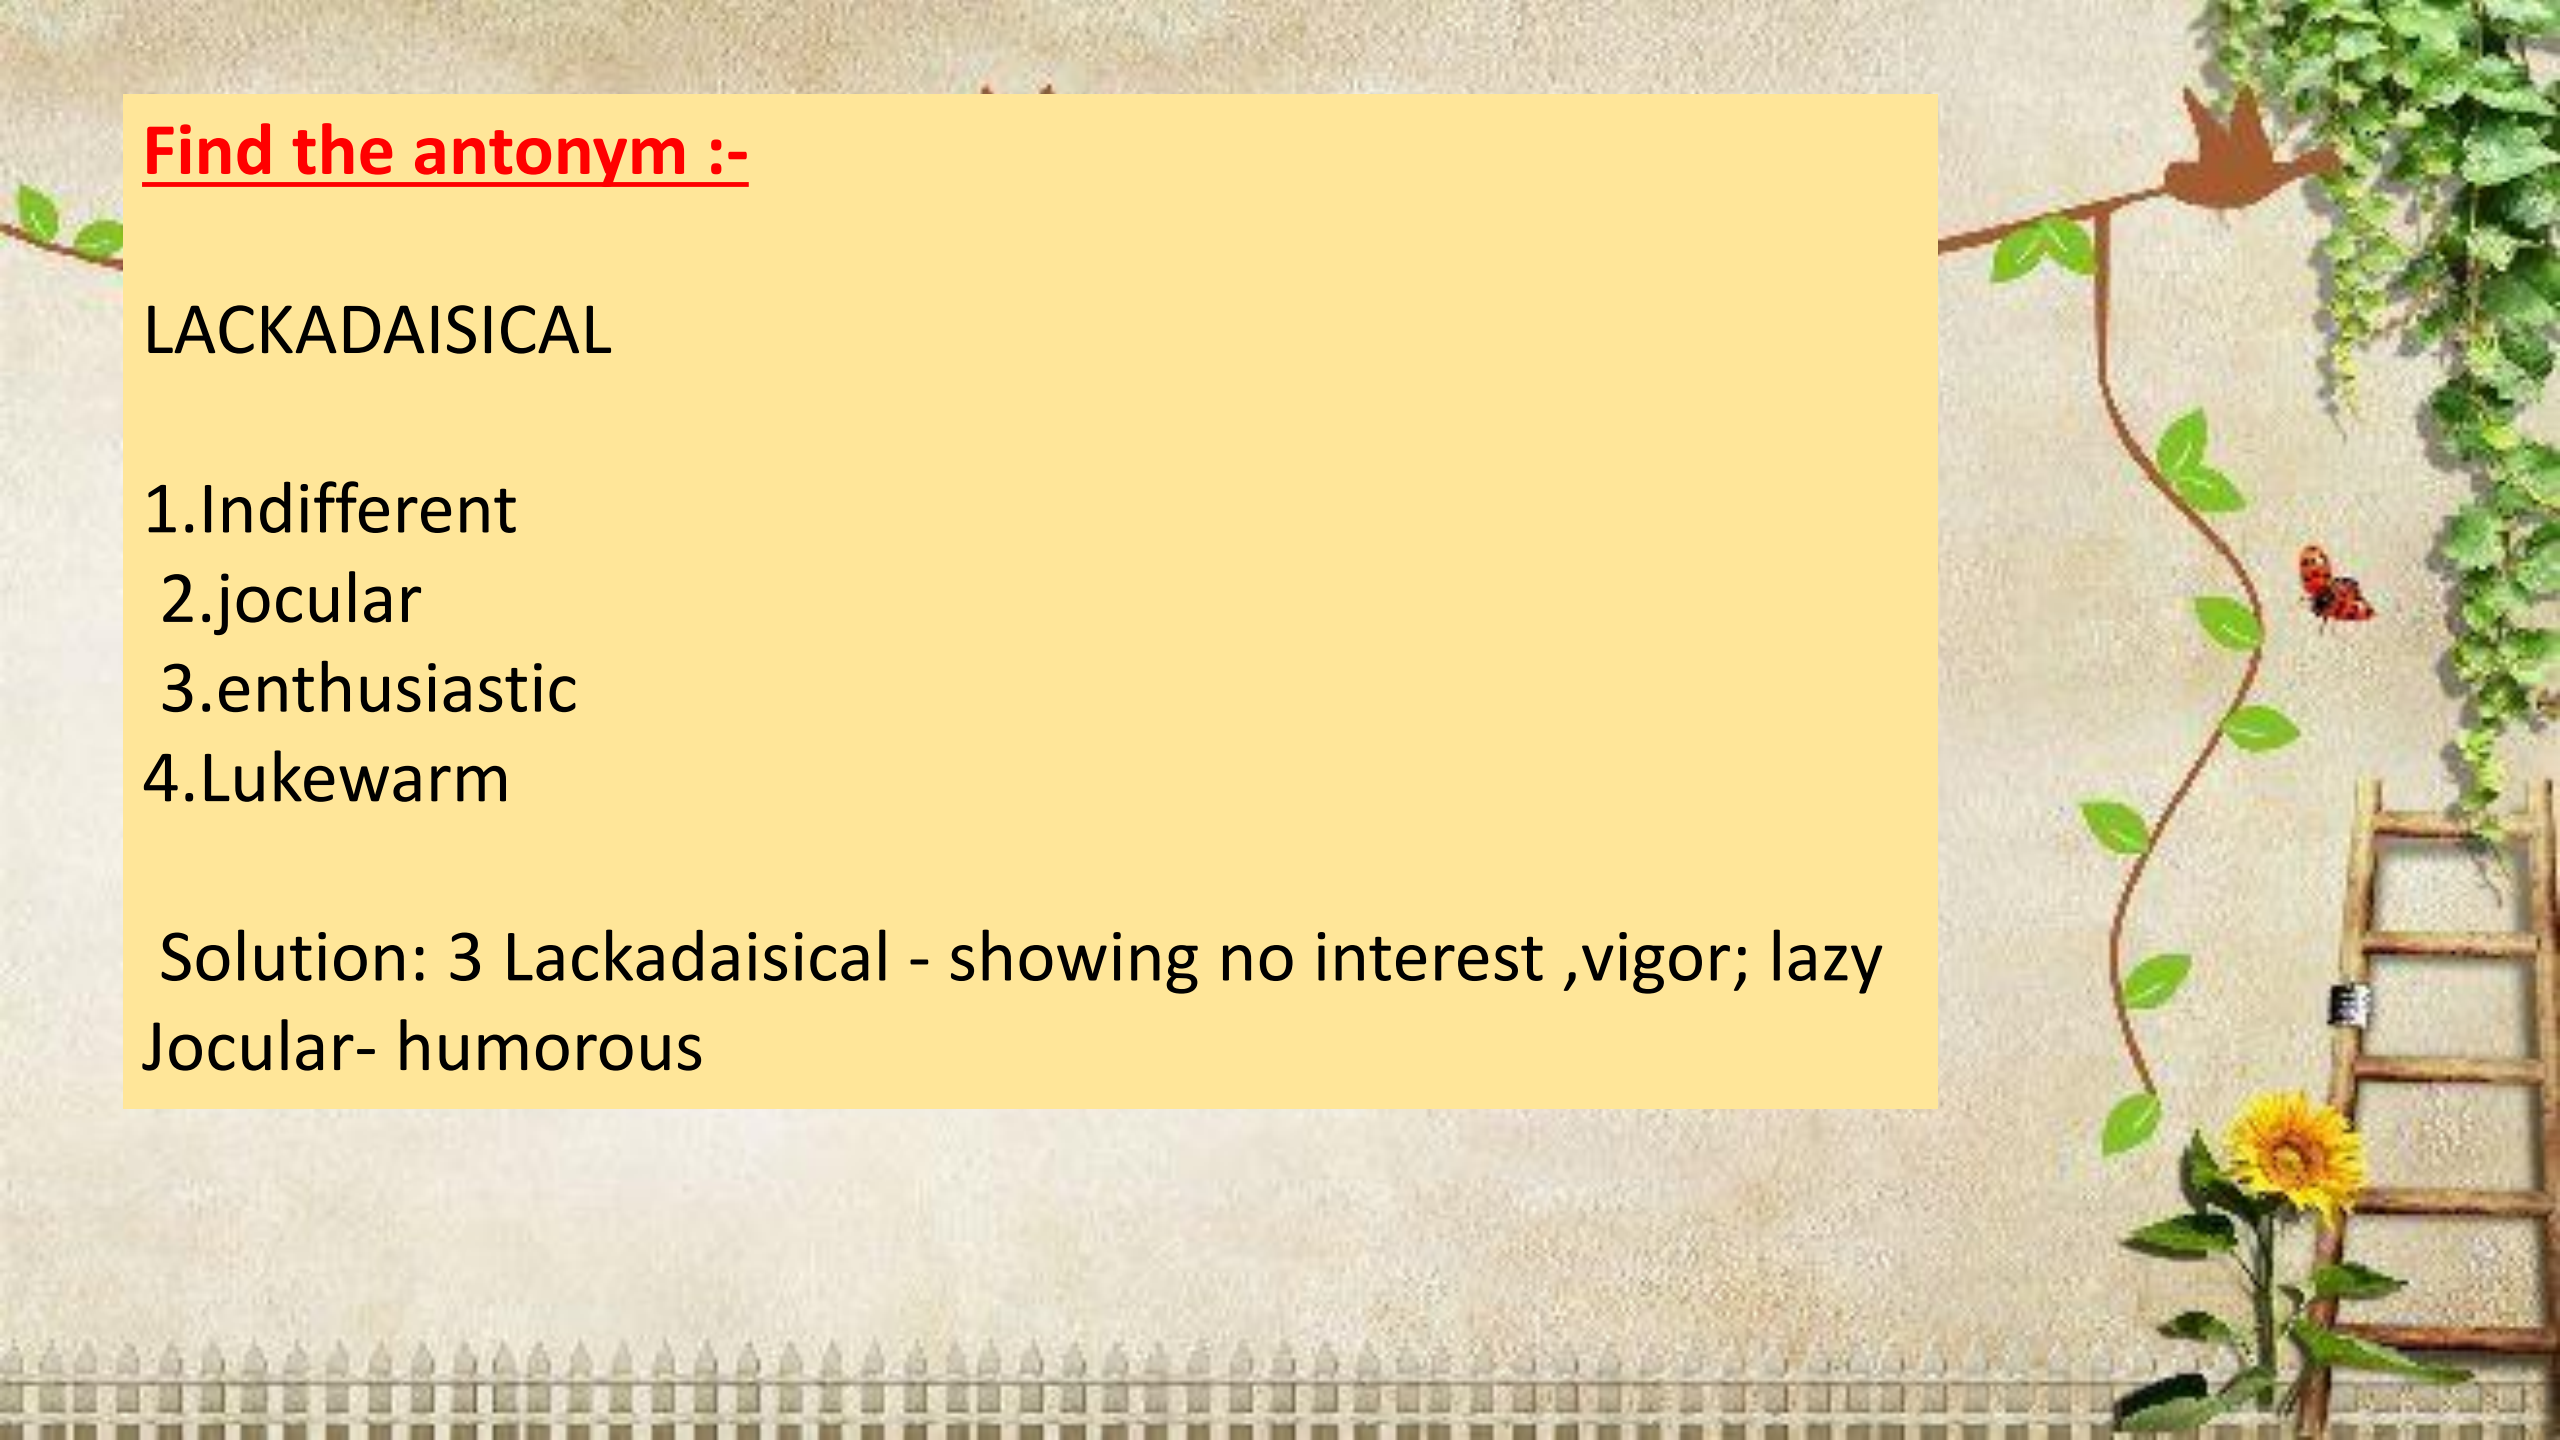 Find the antonym :-
LACKADAISICAL
1.Indifferent
2.jocular
3.enthusiastic
4.Lukewarm
Solution: 3 Lackadaisical - showing no interest ,vigor; lazy
Jocular- humorous